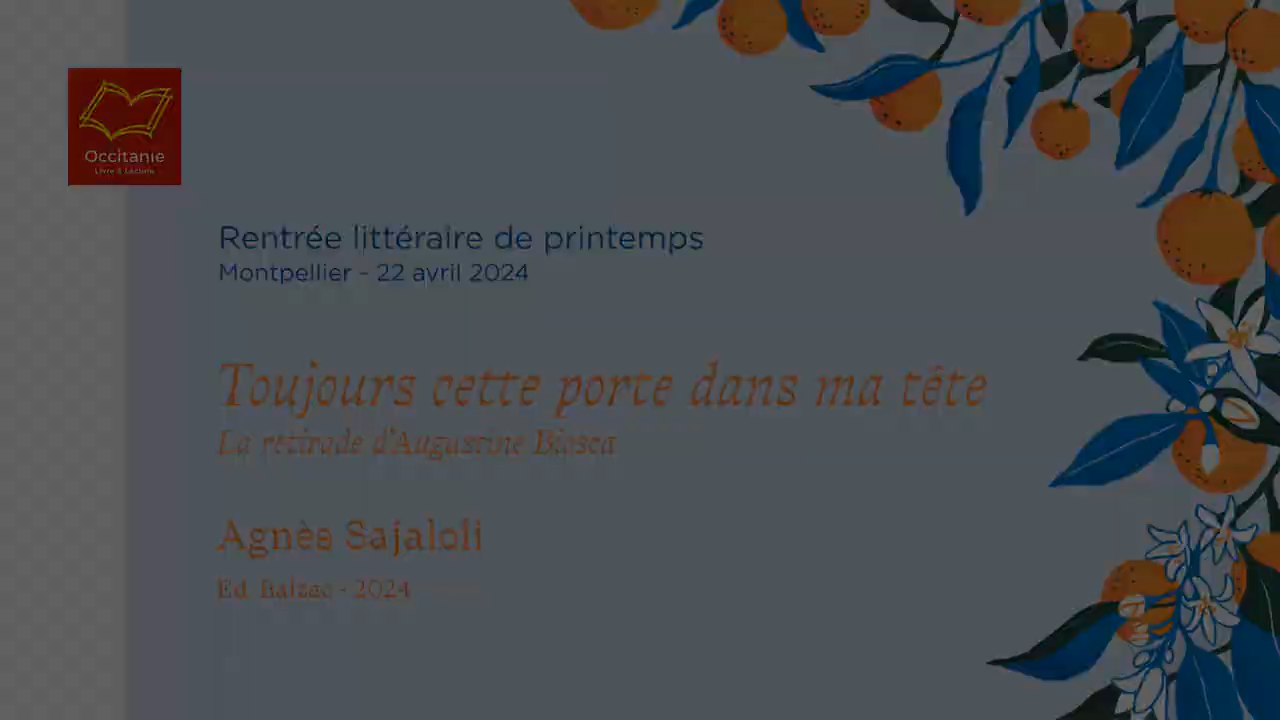 Occitanie
Livre & Lecture
Rentrée littéraire de printemps
Montpellier - 22 avril 2024
Toujours cette porte dans ma tête
La retirade d'Augustine Biosca
Agnès Sajaloli
Ed. Balzac - 2024